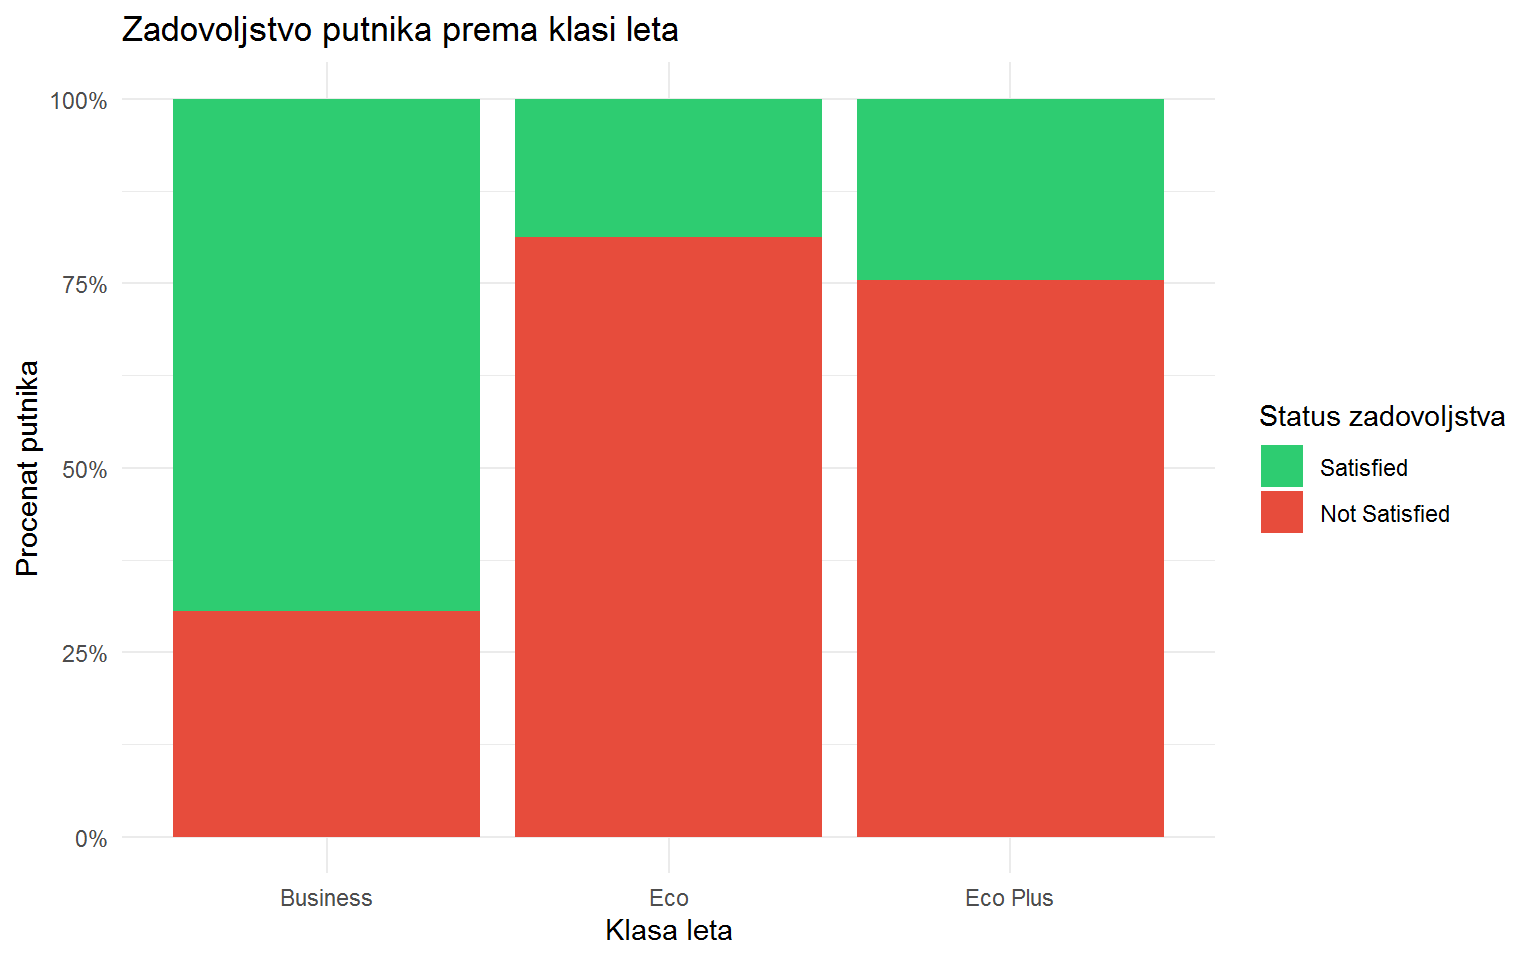 Zadovoljstvo putnika prema klasi leta
Procenat putnika
100%
75%
50%
25%
0%
Business
Eco
Eco Plus
Klasa leta
Status zadovoljstva
Satisfied
Not Satisfied